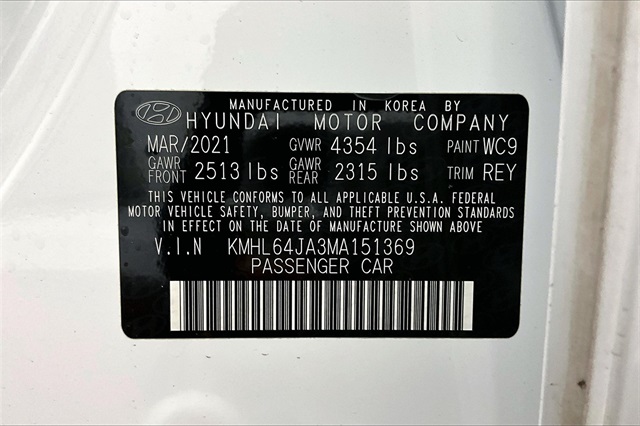 MANUFACTURED IN KOREA BY
HYUNDAI MOTOR COMPANY
MAR/2021 GVWR 4354 lbs PAINT WC9
GAWR FRONT 2513 lbs GAWR REAR 2315 lbs TRIM REY
THIS VEHICLE CONFORMS TO ALL APPLICABLE U.S.A. FEDERAL
MOTOR VEHICLE SAFETY, BUMPER, AND THEFT PREVENTION STANDARDS
IN EFFECT ON THE DATE OF MANUFACTURE SHOWN ABOVE
V.I.N KMHL64JA3MA151369
PASSENGER CAR